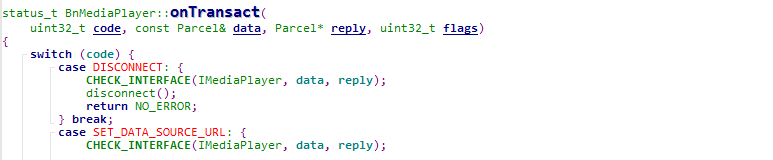 status_t BnMediaPlayer::onTransact(
    uint32_t code, const Parcel& data, Parcel* reply, uint32_t flags)
{
    switch (code) {
        case DISCONNECT: {
            CHECK_INTERFACE(IMediaPlayer, data, reply);
            disconnect();
            return NO_ERROR;
        } break;
        case SET_DATA_SOURCE_URL: {
            CHECK_INTERFACE(IMediaPlayer, data, reply);